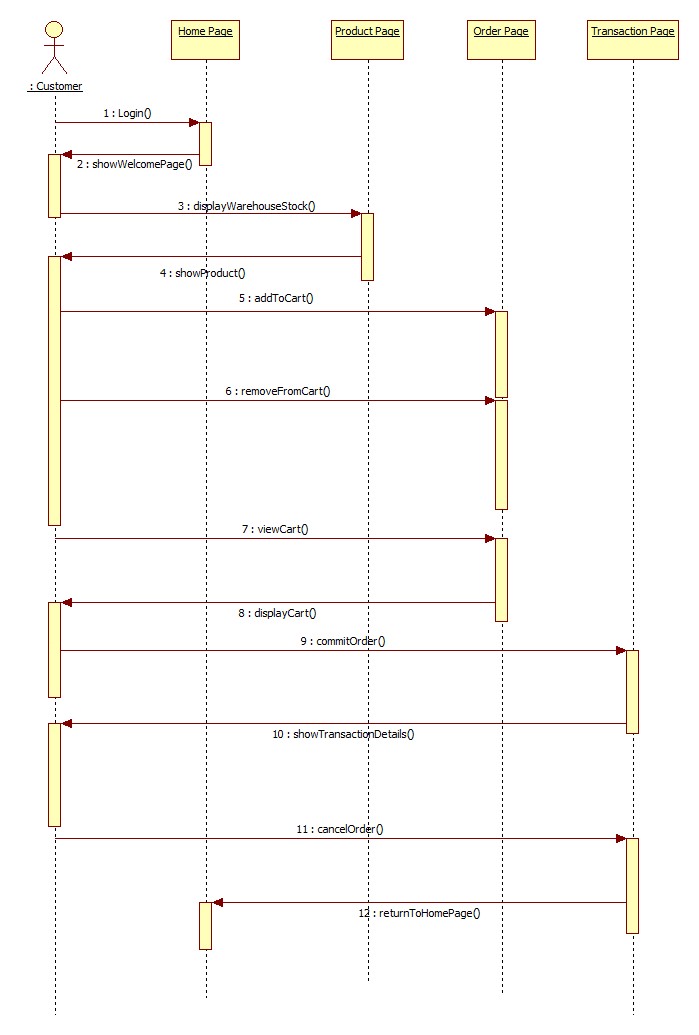 Home Page
Product Page
Order Page
Transaction Page
: Customer
1 : Login()
2 : showWelcomePage()
3 : displayWarehouseStock()
4 : showProduct()
5 : addToCart()
6 : removeFromCart()
7 : viewCart()
8 : displayCart()
9 : commitOrder()
10 : showTransactionDetails()
11 : cancelOrder()
12 : returnToHomePage()